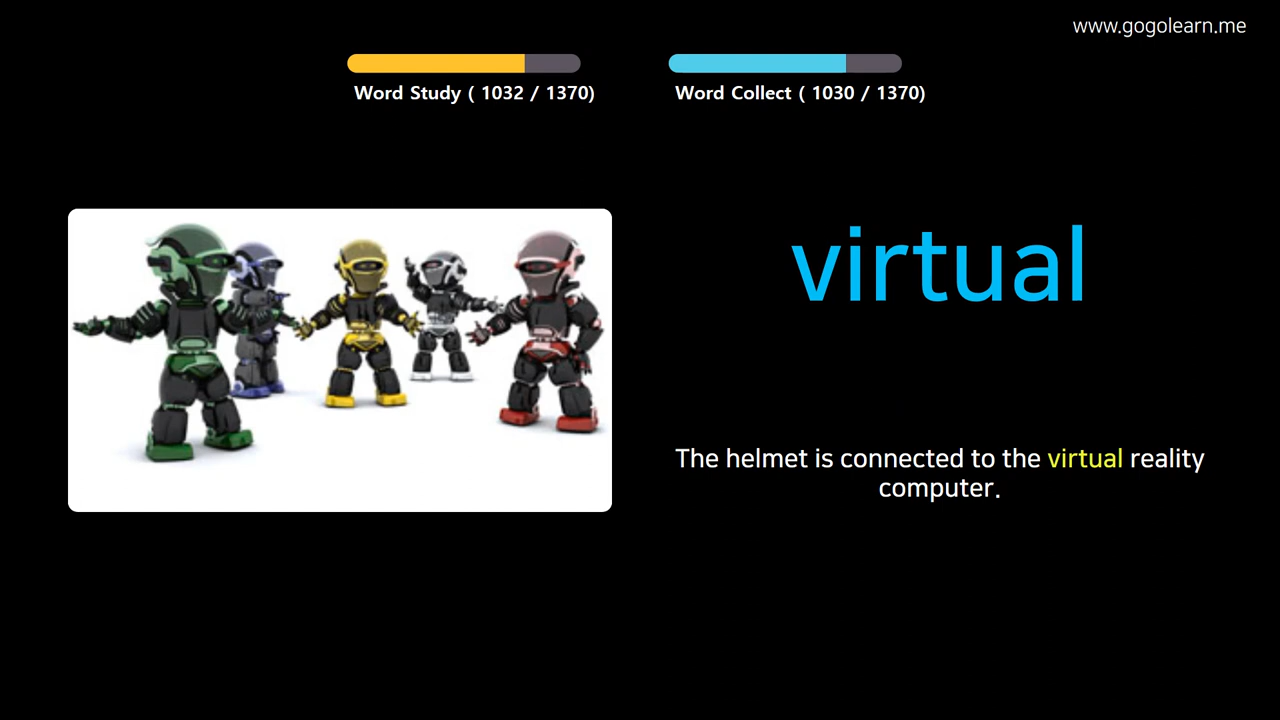 www.gogolearn.me
Word Study ( 1032 / 1370)
Word Collect ( 1030 / 1370)
virtual
The helmet is connected to the virtual reality
computer.